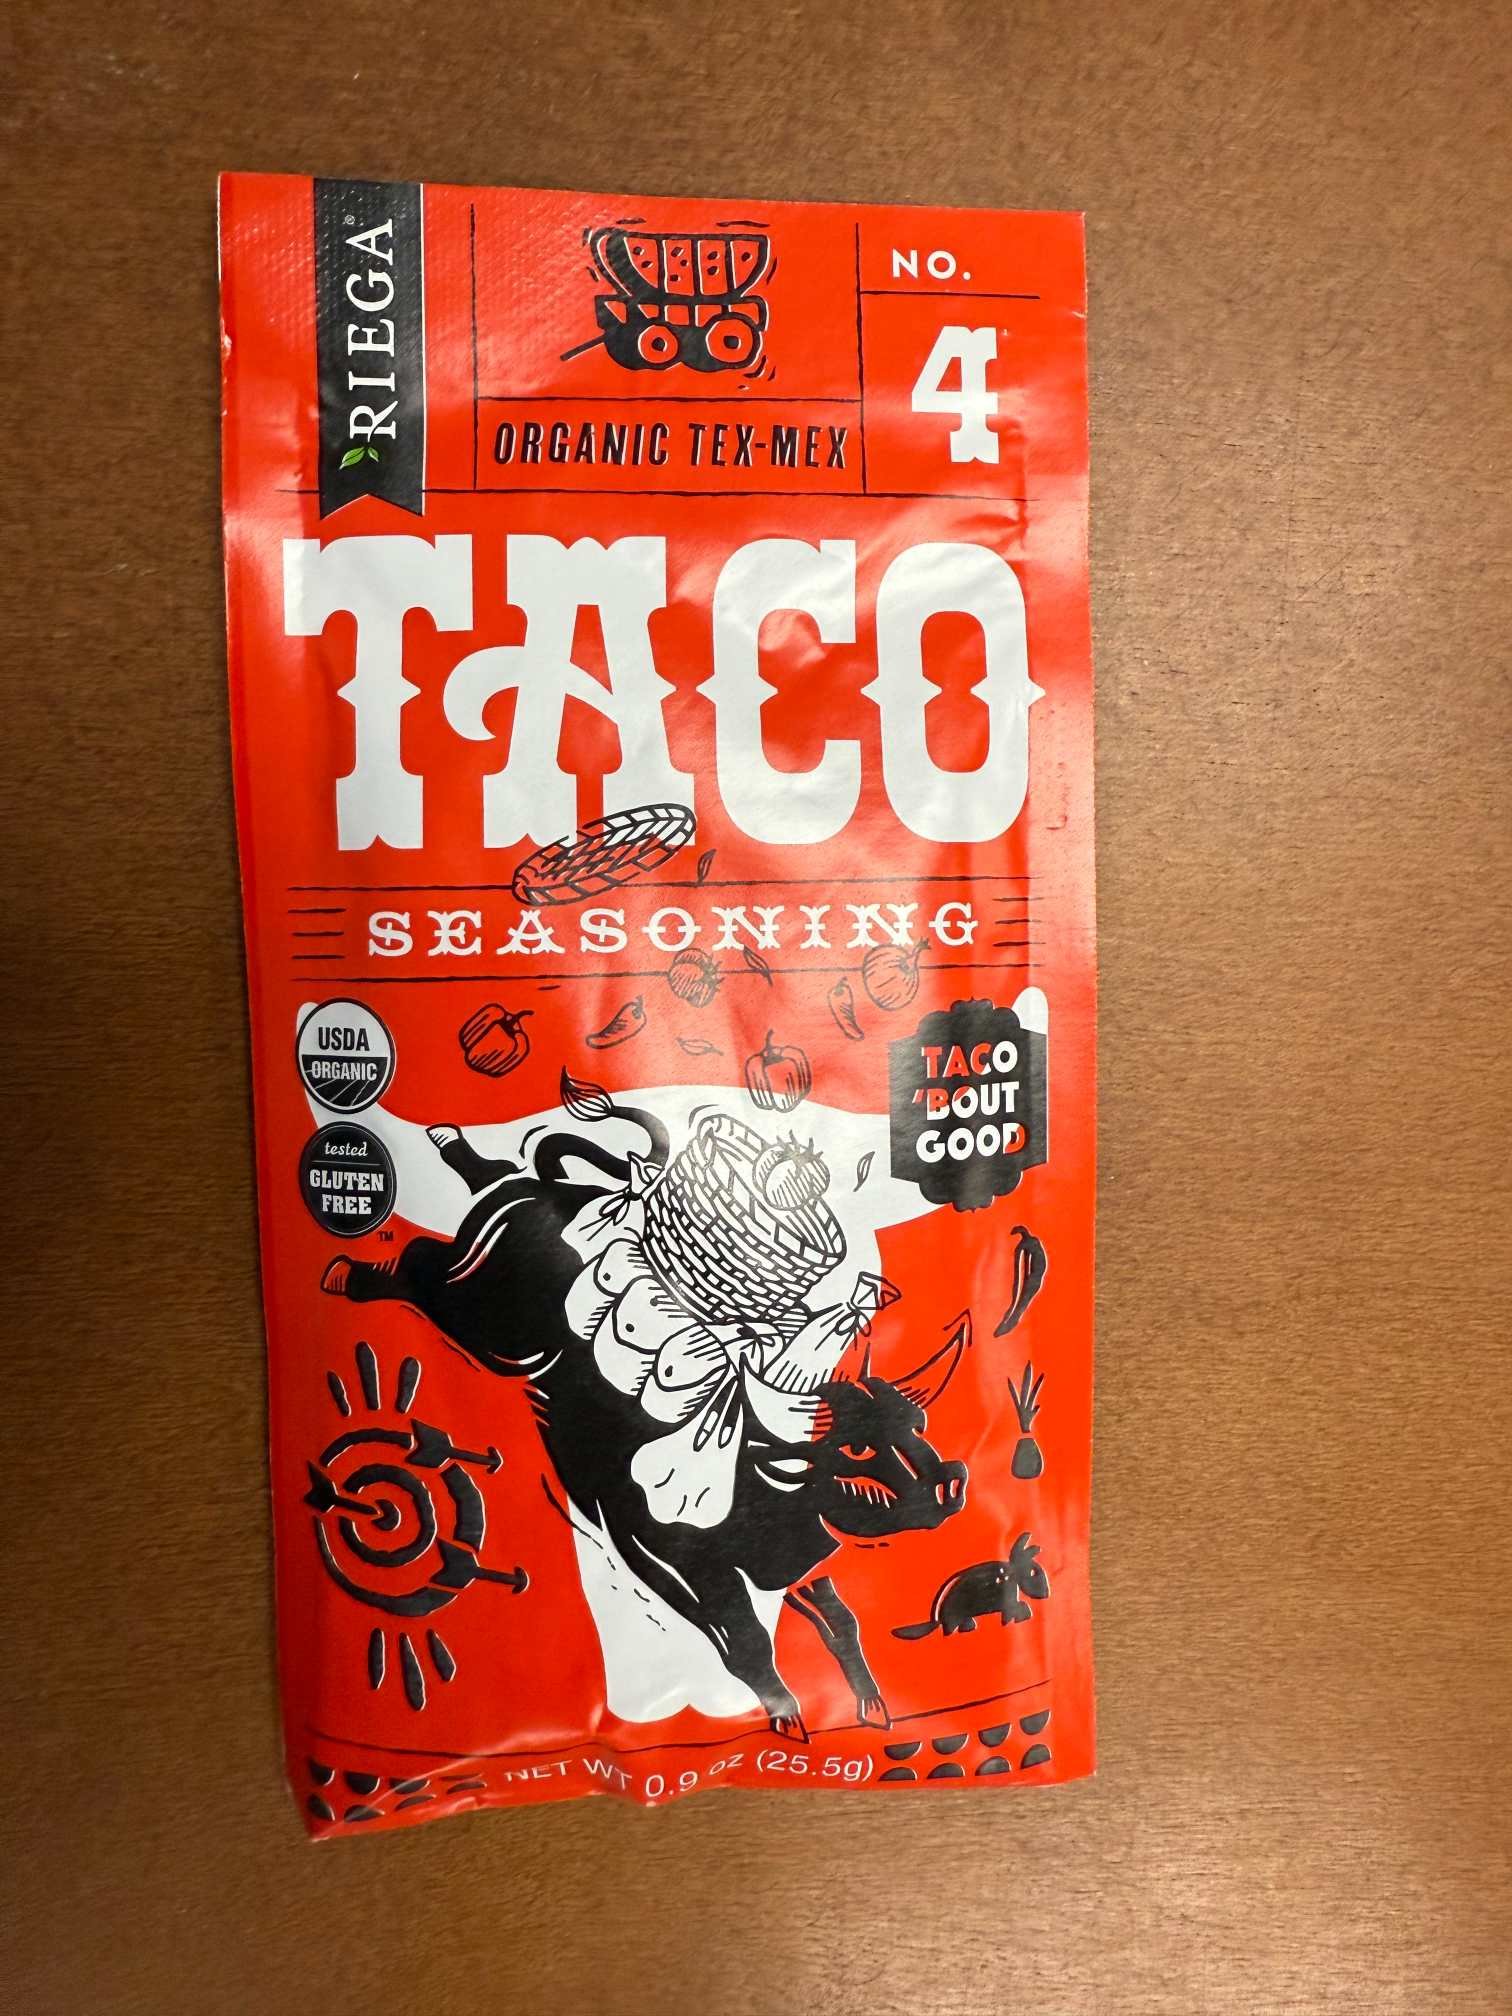 RIEGA®
ORGANIC TEX-MEX
NO.
4
TACO
SEASONING
USDA
ORGANIC
tested
GLUTEN
FREE
TM
TACO
'BOUT
GOOD
NET WT 0.9 oz (25.5g)